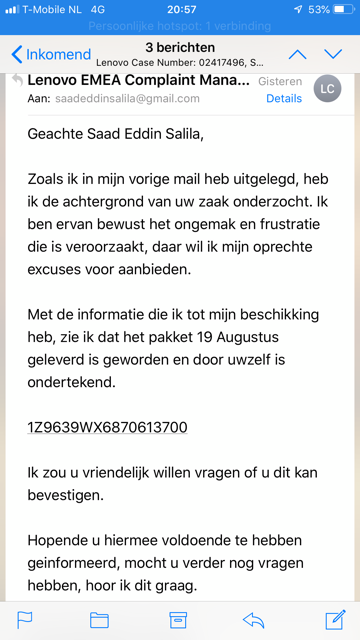 T-Mobile NL 4G 20:57 53%
Persoonlijke hotspot: 1 verbinding
Inkomend
3 berichten
Lenovo Case Number: 02417496, S...
Lenovo EMEA Complaint Mana... Gisteren
LC
Aan: saadeddinsalila@gmail.com Details
Geachte Saad Eddin Salila,
Zoals ik in mijn vorige mail heb uitgelegd, heb
ik de achtergrond van uw zaak onderzocht. Ik
ben ervan bewust het ongemak en frustratie
die is veroorzaakt, daar wil ik mijn oprechte
excuses voor aanbieden.
Met de informatie die ik tot mijn beschikking
heb, zie ik dat het pakket 19 Augustus
geleverd is geworden en door uwzelf is
ondertekend.
1Z9639WX6870613700
Ik zou u vriendelijk willen vragen of u dit kan
bevestigen.
Hopende u hiermee voldoende te hebben
geinformeerd, mocht u verder nog vragen
hebben, hoor ik dit graag.